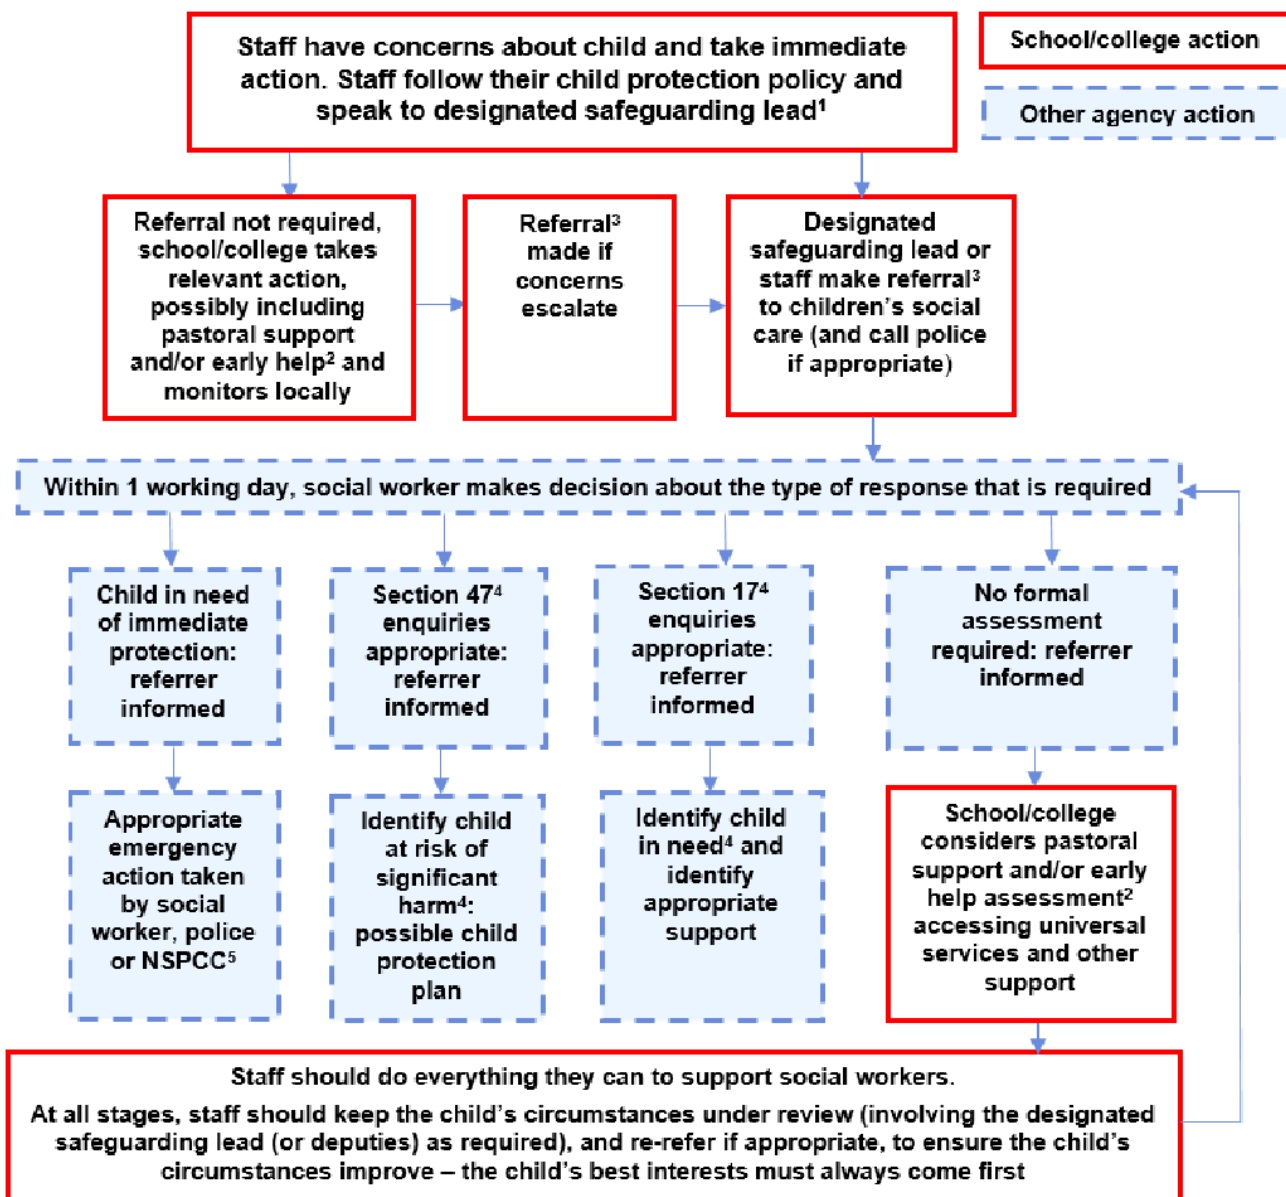 Staff have concerns about child and take immediate
action. Staff follow their child protection policy and
speak to designated safeguarding lead¹
School/college action
Other agency action
Referral not required,
school/college takes
relevant action,
possibly including
pastoral support
and/or early help² and
monitors locally
Referral³
made if
concerns
escalate
Designated
safeguarding lead or
staff make referral³
to children's social
care (and call police
if appropriate)
Within 1 working day, social worker makes decision about the type of response that is required
Child in need
of immediate
protection:
referrer
informed
Section 47⁴
enquiries
appropriate:
referrer
informed
Section 17⁴
enquiries
appropriate:
referrer
informed
No formal
assessment
required: referrer
informed
Appropriate
emergency
action taken
by social
worker, police
or NSPCC⁵
Identify child
at risk of
significant
harm⁴:
possible child
protection
plan
Identify child
in need⁴ and
identify
appropriate
support
School/college
considers pastoral
support and/or early
help assessment²
accessing universal
services and other
support
Staff should do everything they can to support social workers.
At all stages, staff should keep the child's circumstances under review (involving the designated
safeguarding lead (or deputies) as required), and re-refer if appropriate, to ensure the child's
circumstances improve – the child's best interests must always come first